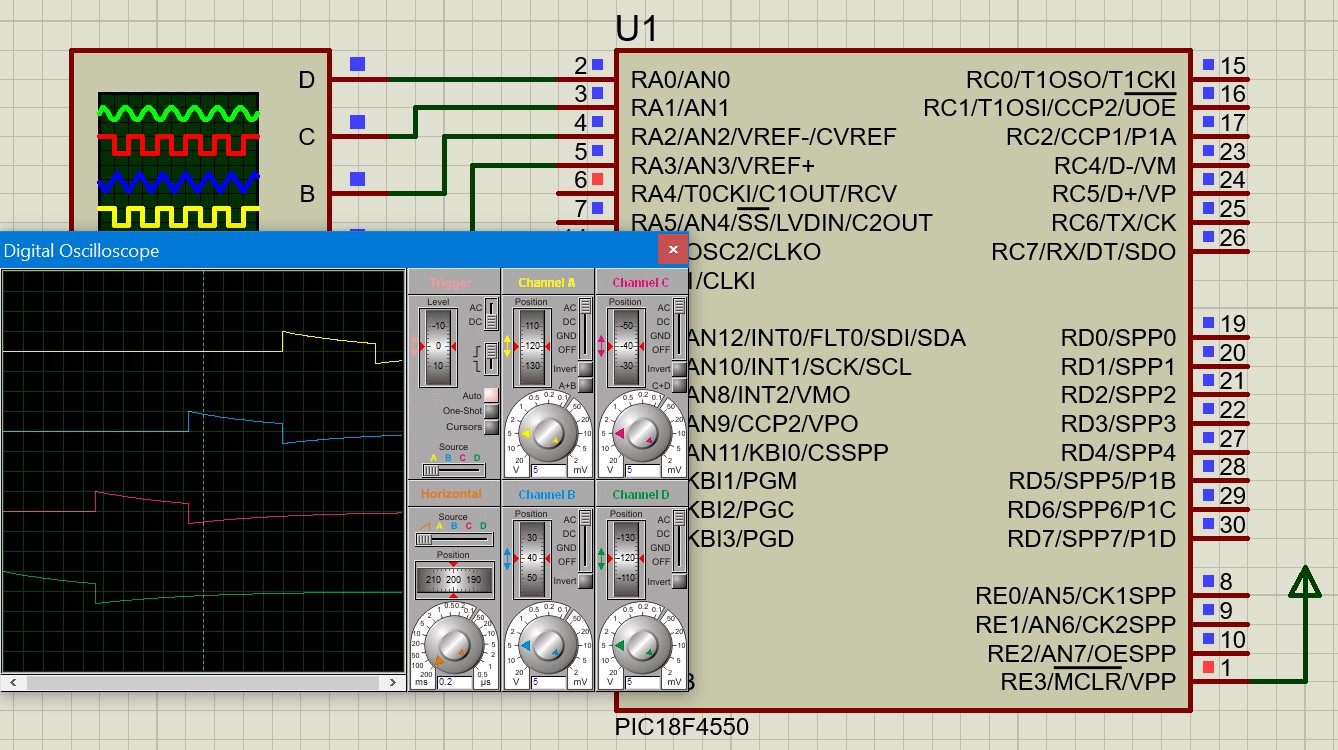 U1
D
C
B
2
3
4
5
6
7
RA0/AN0
RA1/AN1
RA2/AN2/VREF-/CVREF
RA3/AN3/VREF+
RA4/T0CKI/C1OUT/RCV
RA5/AN4/SS/LVDIN/C2OUT
OSC2/CLKO
1/CLKI
AN12/INT0/FLT0/SDI/SDA
AN10/INT1/SCK/SCL
AN8/INT2/VMO
AN9/CCP2/VPO
AN11/KBI0/CSSPP
KBI1/PGM
KBI2/PGC
KBI3/PGD
RC0/T1OSO/T1CKI 15
RC1/T1OSI/CCP2/UOE 16
RC2/CCP1/P1A 17
RC4/D-/VM 23
RC5/D+/VP 24
RC6/TX/CK 25
RC7/RX/DT/SDO 26
RD0/SPP0 19
RD1/SPP1 20
RD2/SPP2 21
RD3/SPP3 22
RD4/SPP4 27
RD5/SPP5/P1B 28
RD6/SPP6/P1C 29
RD7/SPP7/P1D 30
RE0/AN5/CK1SPP 8
RE1/AN6/CK2SPP 9
RE2/AN7/OESPP 10
RE3/MCLR/VPP 1
PIC18F4550
Digital Oscilloscope
Trigger
Level
-10
0
10
AC
DC
Auto
One-Shot
Cursors
Source
A B C D
Channel A
Position
110
120
130
AC
DC
GND
OFF
Invert
A+B
V 5 mV
Channel C
Position
-50
-40
-30
AC
DC
GND
OFF
Invert
C+D
V 5 mV
Horizontal
Source
A B C D
Position
210 200 190
ms 0.2 µs
Channel B
Position
30
40
50
AC
DC
GND
OFF
Invert
V 5 mV
Channel D
Position
-130
-120
-110
AC
DC
GND
OFF
Invert
V 5 mV